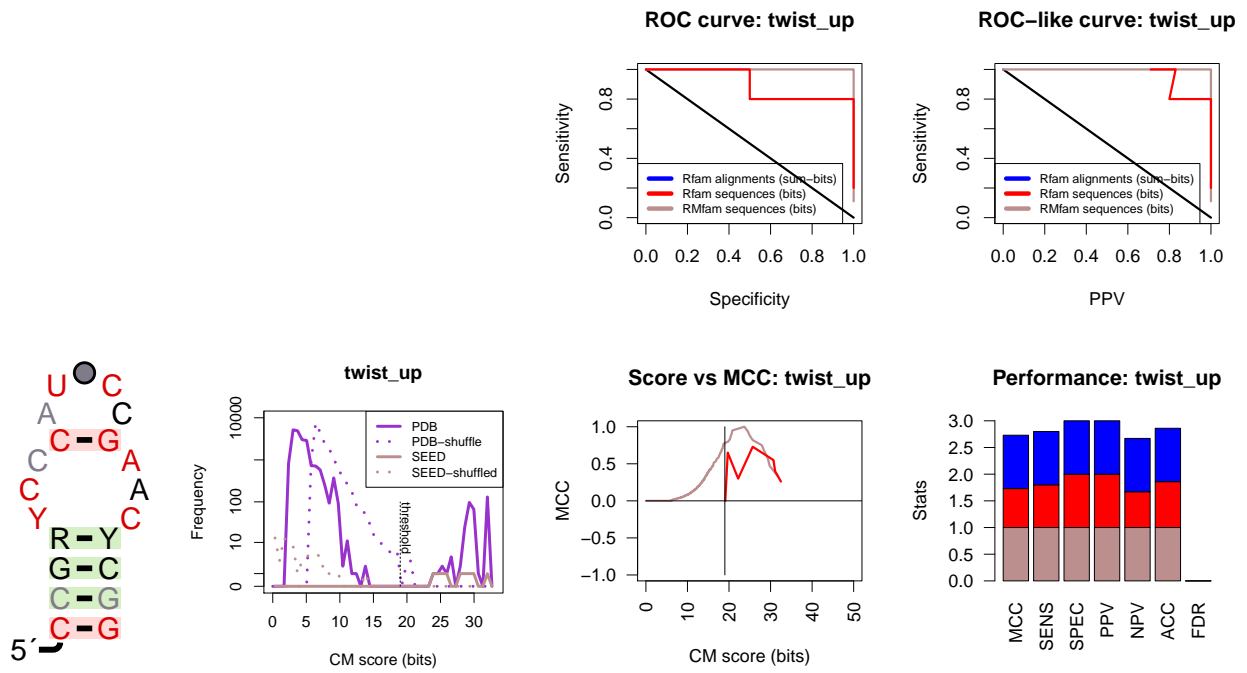 ROC curve: twist_up
Sensitivity
0.0 0.4 0.8
Rfam alignments (sum−bits)
Rfam sequences (bits)
RMfam sequences (bits)
0.0 0.2 0.4 0.6 0.8 1.0
Specificity
ROC−like curve: twist_up
Sensitivity
0.0 0.4 0.8
Rfam alignments (sum−bits)
Rfam sequences (bits)
RMfam sequences (bits)
0.0 0.2 0.4 0.6 0.8 1.0
PPV
U C
A C
C G
C A
C A
Y C
R Y
G C
C G
C G
5´
twist_up
Frequency
0 10 100 10000
PDB
PDB−shuffle
SEED
SEED−shuffled
threshold
0 5 10 15 20 25 30
CM score (bits)
Score vs MCC: twist_up
MCC
−1.0 −0.5 0.0 0.5 1.0
0 10 20 30 40 50
CM score (bits)
Performance: twist_up
Stats
0.0 0.5 1.0 1.5 2.0 2.5 3.0
MCC
SENS
SPEC
PPV
NPV
ACC
FDR